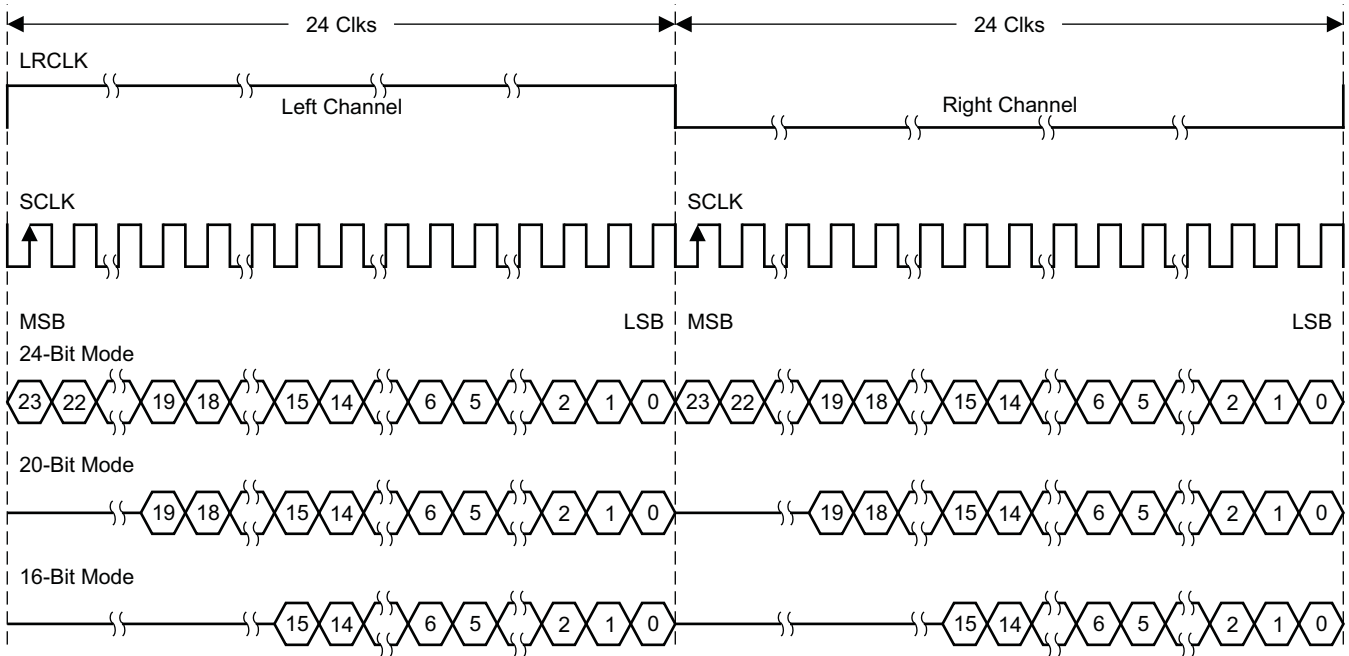 24 Clks 24 Clks
LRCLK
Left Channel Right Channel
SCLK SCLK
MSB LSB MSB LSB
24-Bit Mode
23 22 19 18 15 14 6 5 2 1 0 23 22 19 18 15 14 6 5 2 1 0
20-Bit Mode
19 18 15 14 6 5 2 1 0 19 18 15 14 6 5 2 1 0
16-Bit Mode
15 14 6 5 2 1 0 15 14 6 5 2 1 0